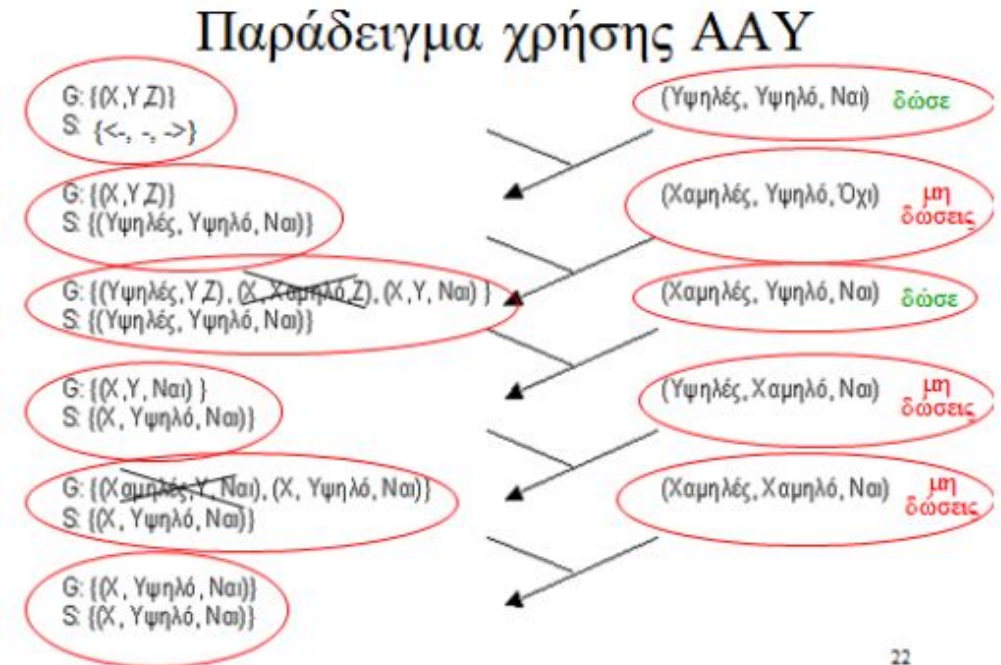 Παράδειγμα χρήσης ΑΑΥ
G: {(X,Y,Z)}
S: {<-, -, ->}
(Υψηλές, Υψηλό, Ναι) δώσε
G: {(X,Y,Z)}
S: {(Υψηλές, Υψηλό, Ναι)}
(Χαμηλές, Υψηλό, Όχι) μη δώσεις
G: {(Υψηλές,Y,Z), (X, Χαμηλό,Z), (X,Y, Ναι) }
S: {(Υψηλές, Υψηλό, Ναι)}
(Χαμηλές, Υψηλό, Ναι) δώσε
G: {(X,Y, Ναι) }
S: {(X, Υψηλό, Ναι)}
(Υψηλές, Χαμηλό, Ναι) μη δώσεις
G: {(Χαμηλές,Y, Ναι), (X, Υψηλό, Ναι)}
S: {(X, Υψηλό, Ναι)}
(Χαμηλές, Χαμηλό, Ναι) μη δώσεις
G: {(X, Υψηλό, Ναι)}
S: {(X, Υψηλό, Ναι)}
22